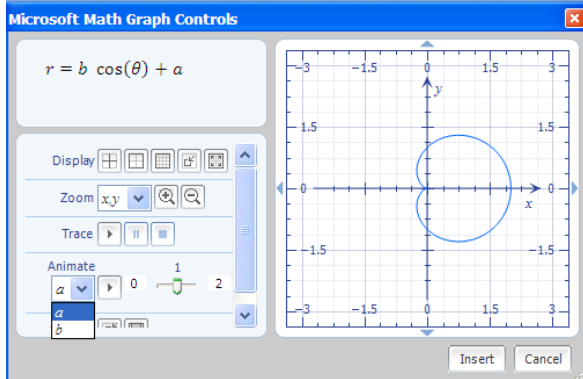 Microsoft Math Graph Controls
r = b cos(θ) + a
Display
Zoom x,y
Trace
Animate
a 0 1 2
a
b
-3 -1.5 0 1.5 3
y
1.5 1.5
0 0
x
-1.5 -1.5
-3 -1.5 0 1.5 3
Insert Cancel